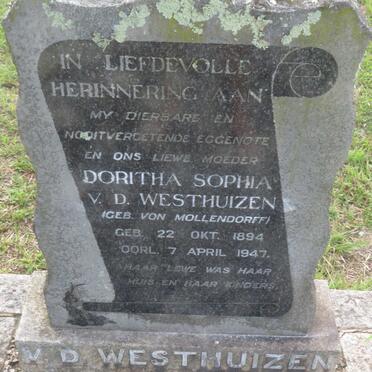 IN LIEFDEVOLLE
HERINNERING AAN
MY DIERBARE EN
NOOITVERGETENDE EGGENOTE
EN ONS LIEWE MOEDER
DORITHA SOPHIA
V. D. WESTHUIZEN
(GEB. VON MOLLENDORFF)
GEB. 22 OKT. 1894
OORL. 7 APRIL 1947.
HAAR LEWE WAS HAAR
HUIS EN HAAR KINDERS.
V. D. WESTHUIZEN